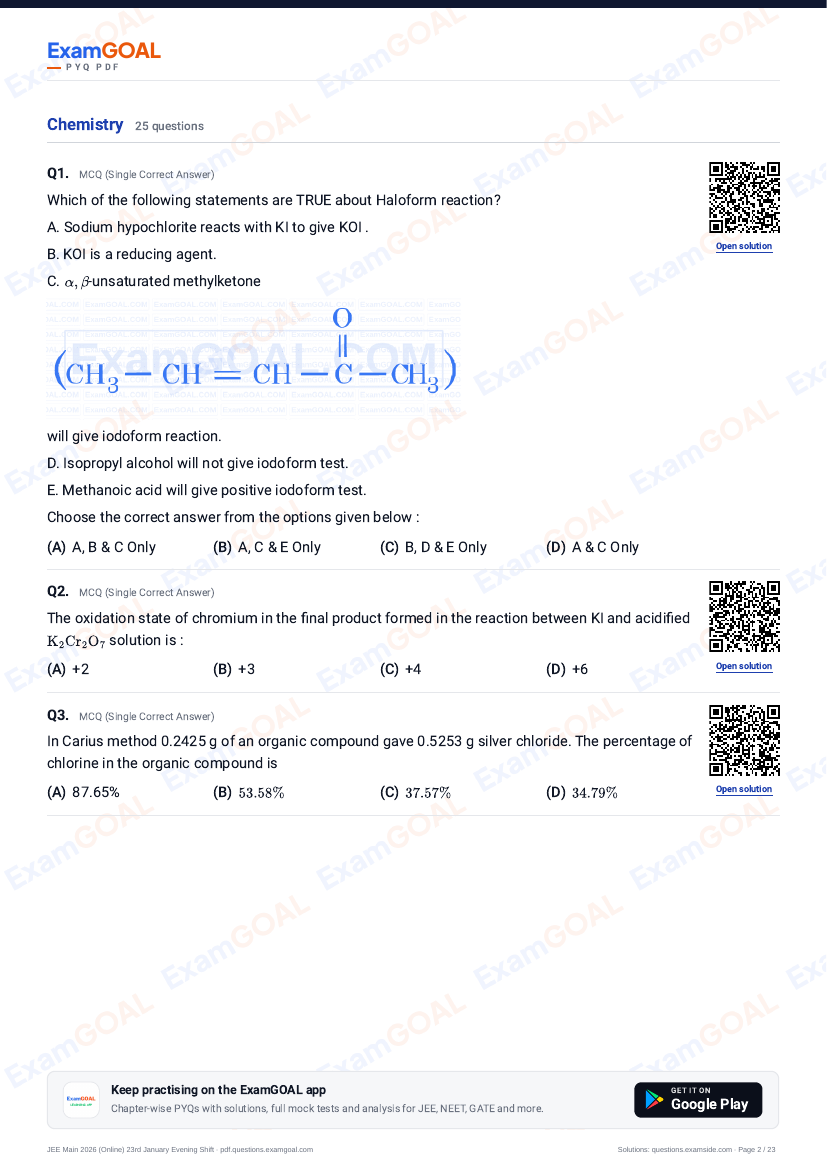 ExamGOAL
PYQ PDF
Chemistry 25 questions
Q1. MCQ (Single Correct Answer)
Which of the following statements are TRUE about Haloform reaction?
A. Sodium hypochlorite reacts with KI to give KOI .
Open solution
B. KOI is a reducing agent.
C. α, β-unsaturated methylketone
O
||
(CH₃ — CH = CH — C — CH₃)
will give iodoform reaction.
D. Isopropyl alcohol will not give iodoform test.
E. Methanoic acid will give positive iodoform test.
Choose the correct answer from the options given below :
(A) A, B & C Only (B) A, C & E Only (C) B, D & E Only (D) A & C Only
Q2. MCQ (Single Correct Answer)
The oxidation state of chromium in the final product formed in the reaction between KI and acidified
K₂Cr₂O₇ solution is :
(A) +2 (B) +3 (C) +4 (D) +6
Open solution
Q3. MCQ (Single Correct Answer)
In Carius method 0.2425 g of an organic compound gave 0.5253 g silver chloride. The percentage of
chlorine in the organic compound is
(A) 87.65% (B) 53.58% (C) 37.57% (D) 34.79%
Open solution
Keep practising on the ExamGOAL app
Chapter-wise PYQs with solutions, full mock tests and analysis for JEE, NEET, GATE and more.
GET IT ON
Google Play
JEE Main 2026 (Online) 23rd January Evening Shift · pdf.questions.examgoal.com
Solutions: questions.examside.com · Page 2 / 23